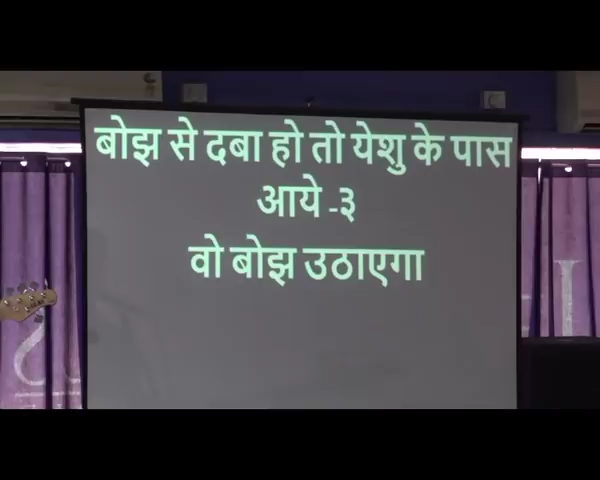 बोझ से दबा हो तो येशु के पास
आये -३
वो बोझ उठाएगा